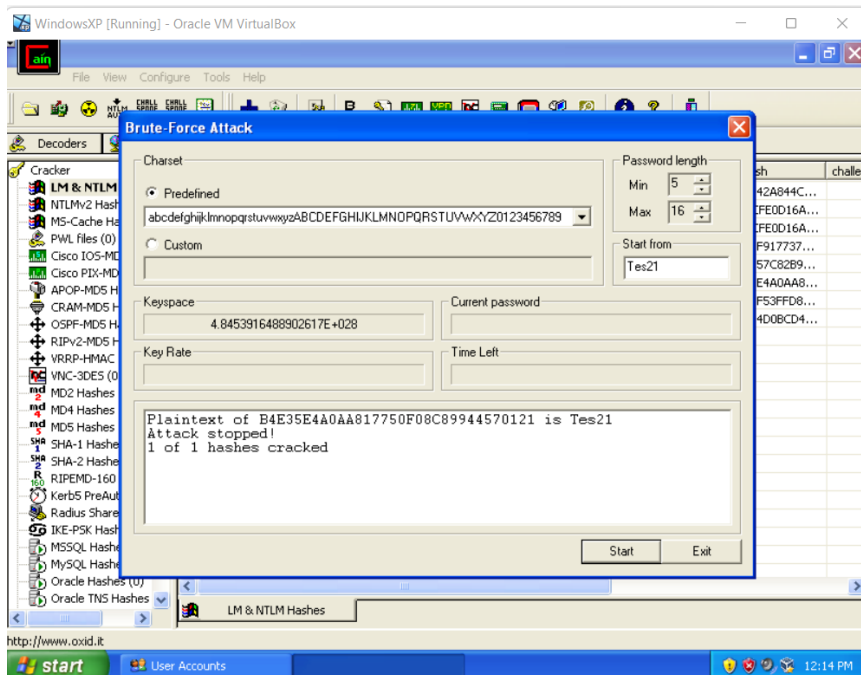 WindowsXP [Running] - Oracle VM VirtualBox
Cain
File View Configure Tools Help
Decoders
Brute-Force Attack
Charset
Predefined
abcdefghijklmnopqrstuvwxyzABCDEFGHIJKLMNOPQRSTUVWXYZ0123456789
Custom
Password length
Min 5
Max 16
Start from
Tes21
Keyspace
4.8453916488902617E+028
Current password
Key Rate
Time Left
Plaintext of B4E35E4A0AA817750F08C89944570121 is Tes21
Attack stopped!
1 of 1 hashes cracked
Start Exit
Cracker
LM & NTLM
NTLMv2 Hash
MS-Cache Ha
PWL files (0)
Cisco IOS-MD
Cisco PIX-MD
APOP-MD5 H
CRAM-MD5 H
OSPF-MD5 H
RIPv2-MD5 H
VRRP-HMAC
VNC-3DES (0
MD2 Hashes
MD4 Hashes
MD5 Hashes
SHA-1 Hashe
SHA-2 Hashe
RIPEMD-160
Kerb5 PreAut
Radius Share
IKE-PSK Hash
MSSQL Hashe
MySQL Hashe
Oracle Hashes (0)
Oracle TNS Hashes
sh challe
42A844C...
FE0D16A...
FE0D16A...
F917737...
57C82B9...
E4A0AA8...
F53FFD8...
4D0BCD4...
LM & NTLM Hashes
http://www.oxid.it
start
User Accounts
12:14 PM